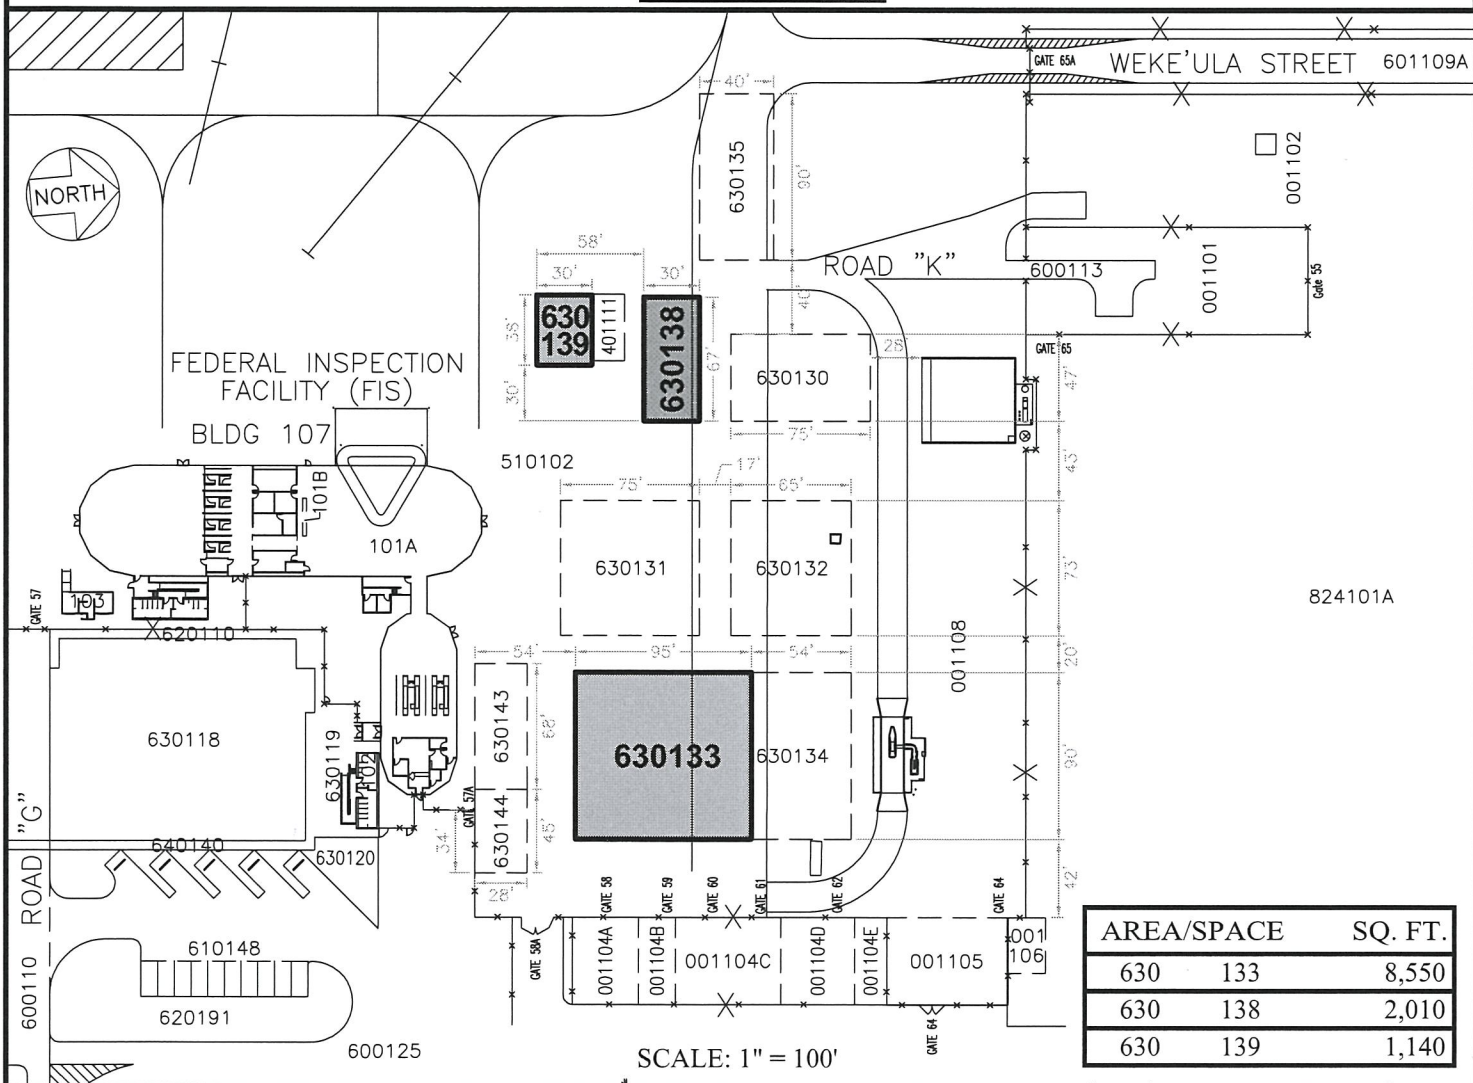 WEKE'ULA STREET
601109A
GATE 65A
40'
630135
90'
001102
NORTH
58'
30'
30'
ROAD "K"
600113
001101
Gate 55
40'
630
139
401111
38'
30'
630138
67'
FEDERAL INSPECTION
FACILITY (FIS)
BLDG 107
630130
75'
28'
GATE 65
47'
45'
510102
17'
75'
65'
101B
101A
630131
630132
73'
824101A
GATE 57
103
620110
54'
95'
54'
20'
001108
630143
68'
630118
630119
102
630133
630134
90'
GATE 57A
34'
630144
45'
28'
640140
630120
"G"
ROAD
600110
42'
GATE 58
GATE 59
GATE 60
GATE 61
GATE 62
GATE 64
GATE 58A
001104A
001104B
001104C
001104D
001104E
001105
001
106
GATE 64
610148
620191
600125
SCALE: 1" = 100'
AREA/SPACE SQ. FT.
630 133 8,550
630 138 2,010
630 139 1,140